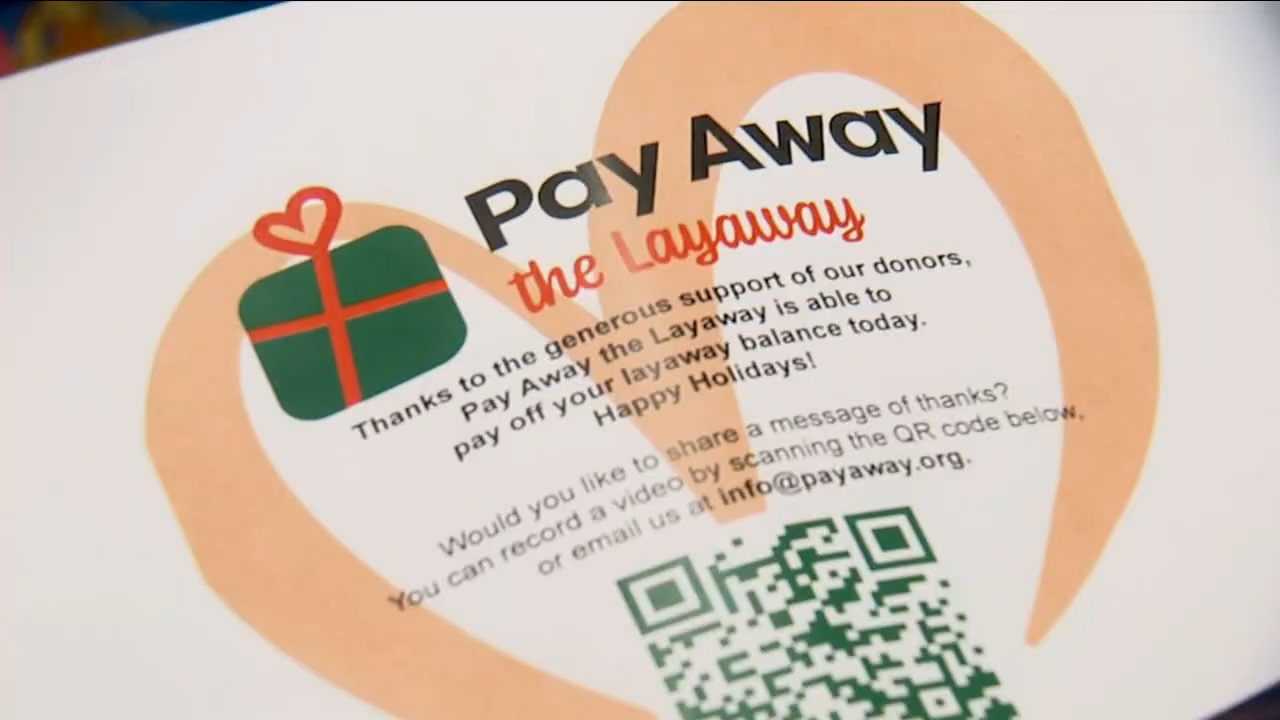 Pay Away
the Layaway
Thanks to the generous support of our donors,
Pay Away the Layaway is able to
pay off your layaway balance today.
Happy Holidays!
Would you like to share a message of thanks?
You can record a video by scanning the QR code below,
or email us at info@payaway.org.